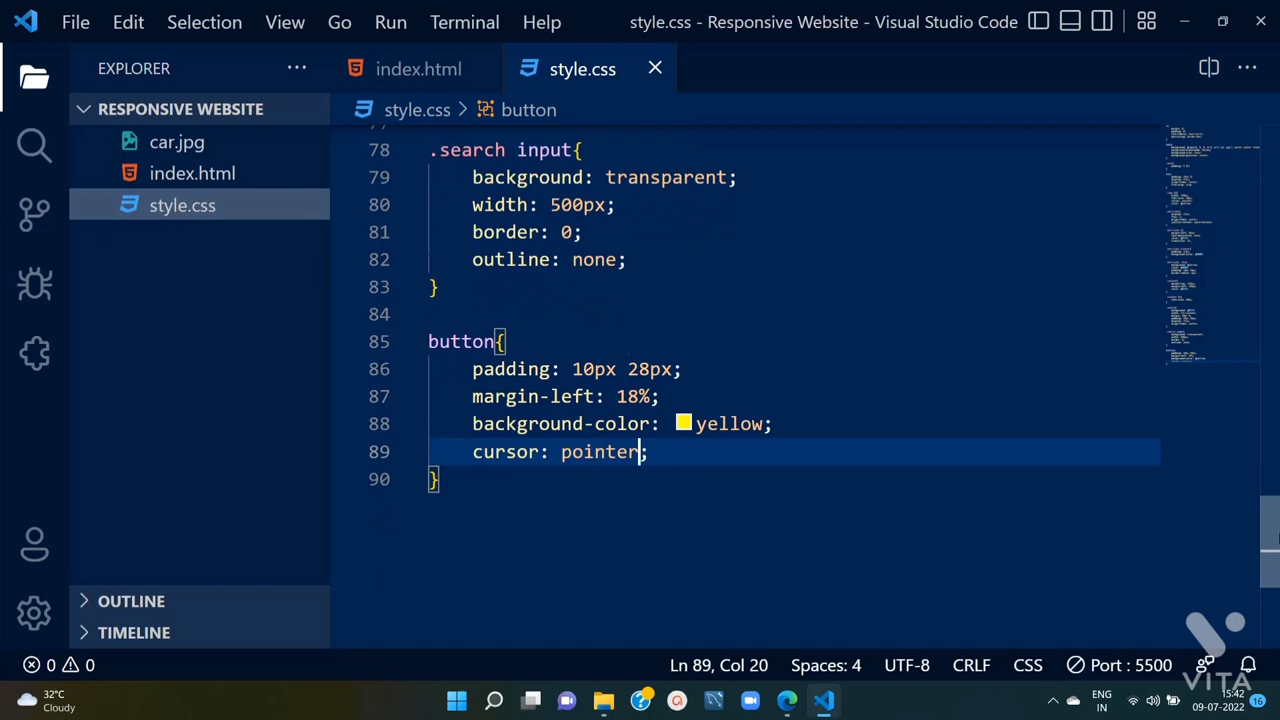 File Edit Selection View Go Run Terminal Help style.css - Responsive Website - Visual Studio Code
EXPLORER
index.html
style.css
RESPONSIVE WEBSITE
style.css > button
car.jpg
index.html
style.css
78 .search input{
79 background: transparent;
80 width: 500px;
81 border: 0;
82 outline: none;
83 }
84
85 button{
86 padding: 10px 28px;
87 margin-left: 18%;
88 background-color: yellow;
89 cursor: pointer;
90 }
OUTLINE
TIMELINE
0 0 Ln 89, Col 20 Spaces: 4 UTF-8 CRLF CSS Port : 5500
VITA
32°C
Cloudy
ENG
IN
15:42
09-07-2022
16